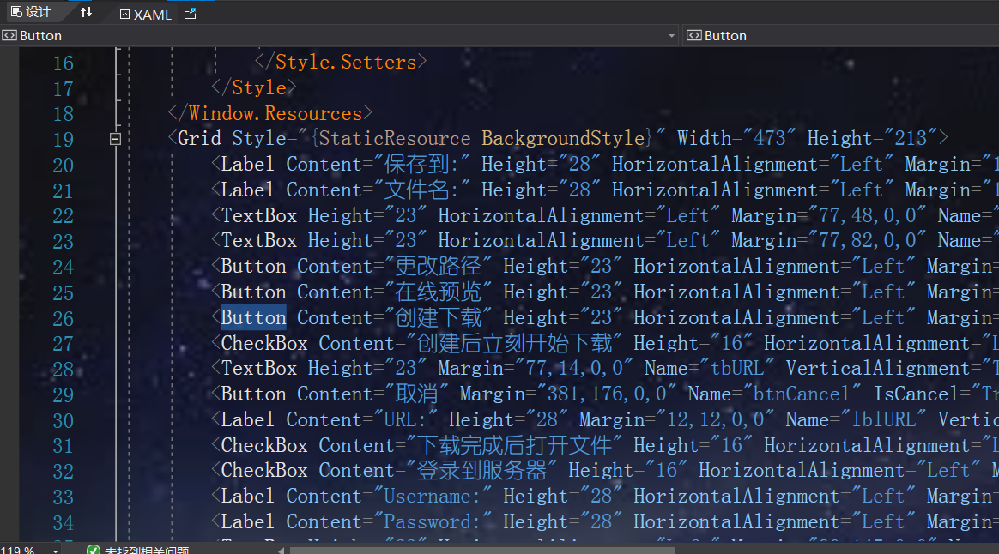 设计 XAML
Button Button
16 </Style.Setters>
17 </Style>
18 </Window.Resources>
19 <Grid Style="{StaticResource BackgroundStyle}" Width="473" Height="213">
20 <Label Content="保存到:" Height="28" HorizontalAlignment="Left" Margin="1
21 <Label Content="文件名:" Height="28" HorizontalAlignment="Left" Margin="1
22 <TextBox Height="23" HorizontalAlignment="Left" Margin="77,48,0,0" Name="
23 <TextBox Height="23" HorizontalAlignment="Left" Margin="77,82,0,0" Name="
24 <Button Content="更改路径" Height="23" HorizontalAlignment="Left" Margin=
25 <Button Content="在线预览" Height="23" HorizontalAlignment="Left" Margin=
26 <Button Content="创建下载" Height="23" HorizontalAlignment="Left" Margin=
27 <CheckBox Content="创建后立刻开始下载" Height="16" HorizontalAlignment="L
28 <TextBox Height="23" Margin="77,14,0,0" Name="tbURL" VerticalAlignment="T
29 <Button Content="取消" Margin="381,176,0,0" Name="btnCancel" IsCancel="Tr
30 <Label Content="URL:" Height="28" Margin="12,12,0,0" Name="lblURL" Vertic
31 <CheckBox Content="下载完成后打开文件" Height="16" HorizontalAlignment="L
32 <CheckBox Content="登录到服务器" Height="16" HorizontalAlignment="Left" M
33 <Label Content="Username:" Height="28" HorizontalAlignment="Left" Margin=
34 <Label Content="Password:" Height="28" HorizontalAlignment="Left" Margin=
119 % 未找到相关问题